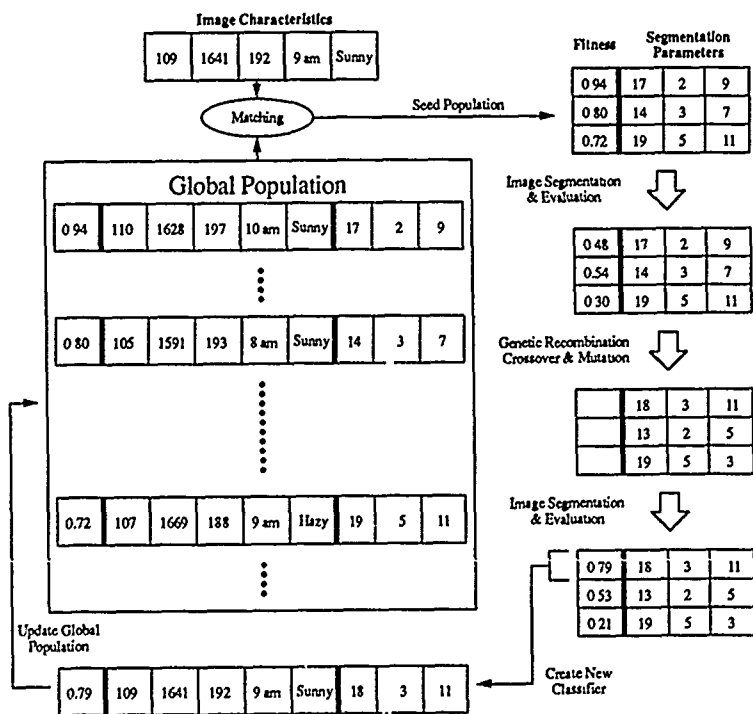 Image Characteristics
109 1641 192 9 am Sunny
Matching
Seed Population
Fitness Segmentation Parameters
0 94 17 2 9
0 80 14 3 7
0.72 19 5 11
Image Segmentation
& Evaluation
0 48 17 2 9
0.54 14 3 7
0 30 19 5 11
Genetic Recombination
Crossover & Mutation
18 3 11
13 2 5
19 5 3
Image Segmentation
& Evaluation
0 79 18 3 11
0 53 13 2 5
0 21 19 5 3
Create New
Classifier
Global Population
0 94 110 1628 197 10 am Sunny 17 2 9
0 80 105 1591 193 8 am Sunny 14 3 7
0.72 107 1669 188 9 am Hazy 19 5 11
Update Global
Population
0.79 109 1641 192 9 am Sunny 18 3 11